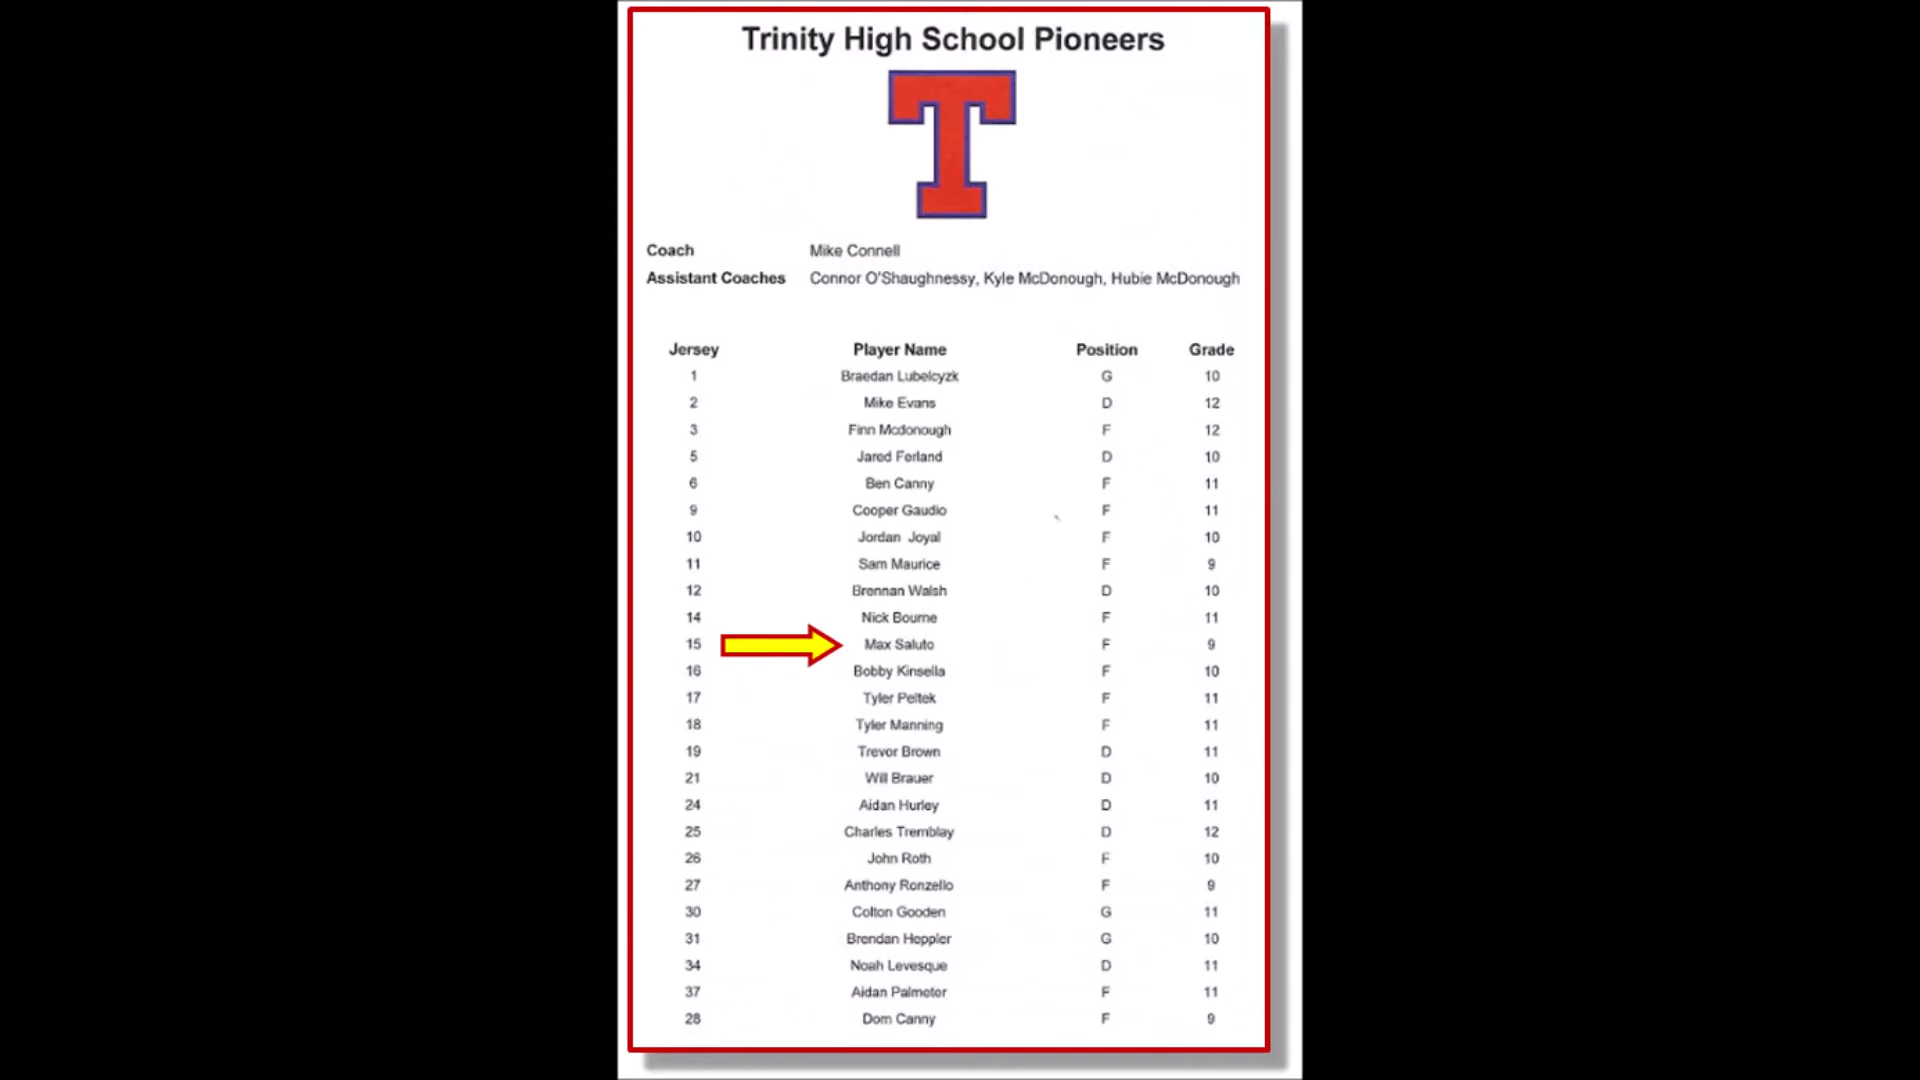 Trinity High School Pioneers
T
Coach Mike Connell
Assistant Coaches Connor O'Shaughnessy, Kyle McDonough, Hubie McDonough
Jersey Player Name Position Grade
1 Braedan Lubelcyzk G 10
2 Mike Evans D 12
3 Finn Mcdonough F 12
5 Jared Ferland D 10
6 Ben Canny F 11
9 Cooper Gaudio F 11
10 Jordan Joyal F 10
11 Sam Maurice F 9
12 Brennan Walsh D 10
14 Nick Bourne F 11
15 Max Saluto F 9
16 Bobby Kinsella F 10
17 Tyler Peltek F 11
18 Tyler Manning F 11
19 Trevor Brown D 11
21 Will Brauer D 10
24 Aidan Hurley D 11
25 Charles Tremblay D 12
26 John Roth F 10
27 Anthony Ronzello F 9
30 Colton Gooden G 11
31 Brendan Heppler G 10
34 Noah Levesque D 11
37 Aidan Palmeter F 11
28 Dom Canny F 9